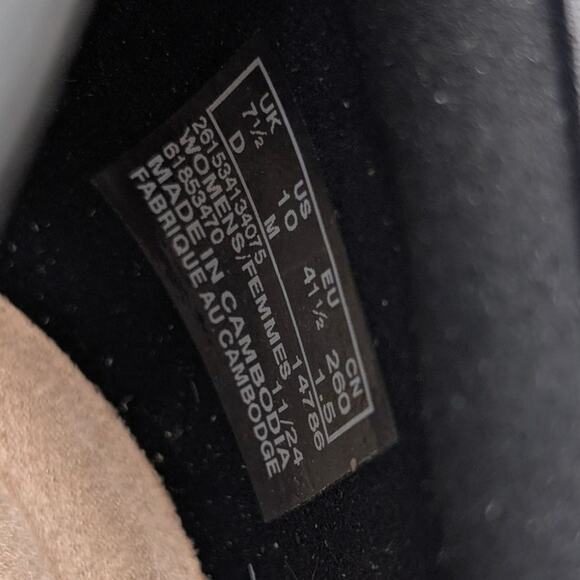 UK US EU CN
7½ 10 41½ 260
D M 1.5
261534134075 14786
WOMENS/FEMMES 11/24
61853470
MADE IN CAMBODIA
FABRIQUE AU CAMBODGE